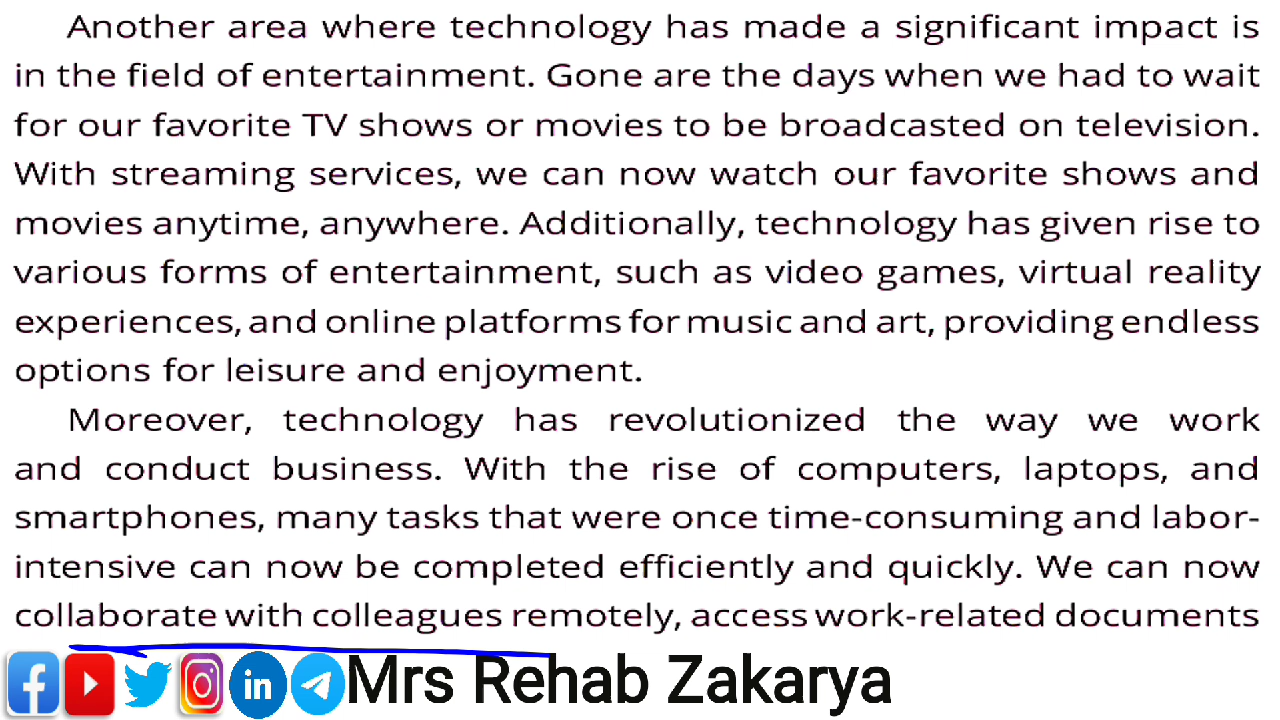 Another area where technology has made a significant impact is
in the field of entertainment. Gone are the days when we had to wait
for our favorite TV shows or movies to be broadcasted on television.
With streaming services, we can now watch our favorite shows and
movies anytime, anywhere. Additionally, technology has given rise to
various forms of entertainment, such as video games, virtual reality
experiences, and online platforms for music and art, providing endless
options for leisure and enjoyment.
Moreover, technology has revolutionized the way we work
and conduct business. With the rise of computers, laptops, and
smartphones, many tasks that were once time-consuming and labor-
intensive can now be completed efficiently and quickly. We can now
collaborate with colleagues remotely, access work-related documents
Mrs Rehab Zakarya